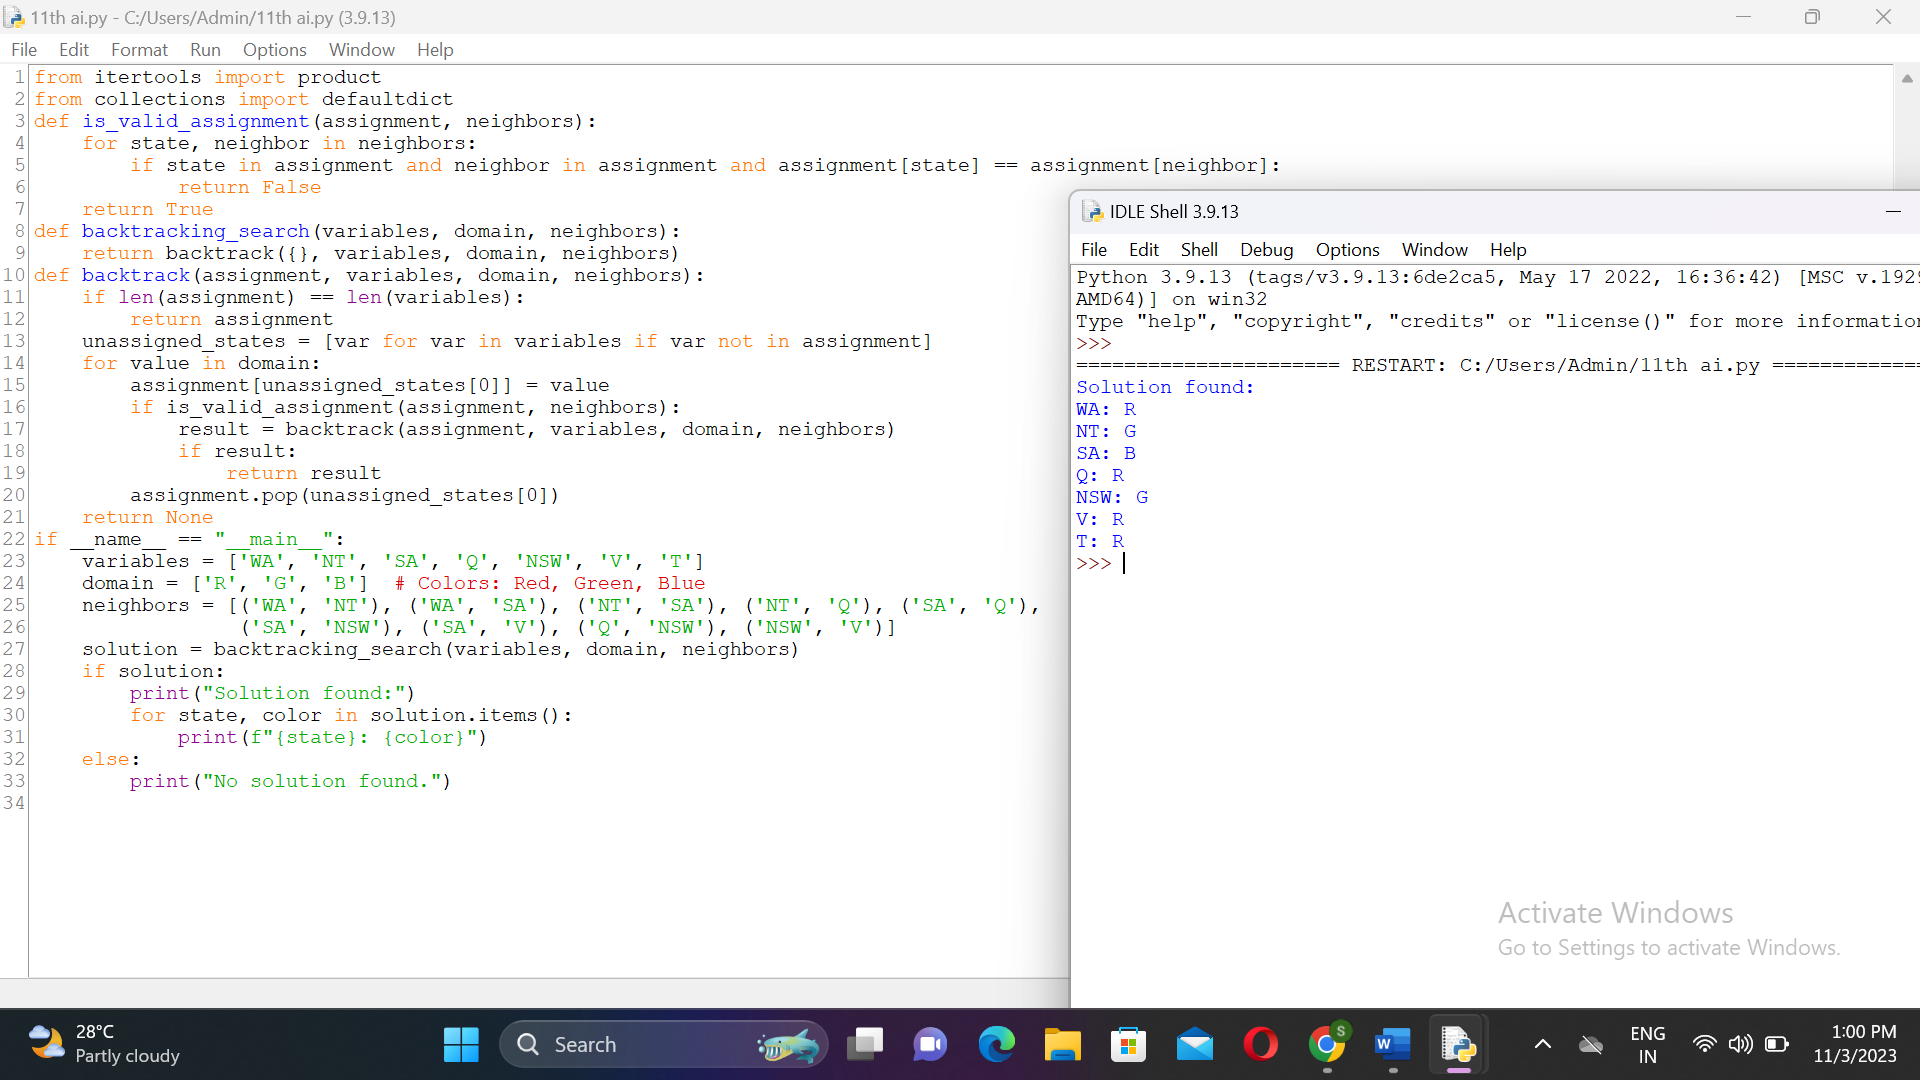 11th ai.py - C:/Users/Admin/11th ai.py (3.9.13)
File Edit Format Run Options Window Help
1 from itertools import product
2 from collections import defaultdict
3 def is_valid_assignment(assignment, neighbors):
4     for state, neighbor in neighbors:
5         if state in assignment and neighbor in assignment and assignment[state] == assignment[neighbor]:
6             return False
7     return True
8 def backtracking_search(variables, domain, neighbors):
9     return backtrack({}, variables, domain, neighbors)
10 def backtrack(assignment, variables, domain, neighbors):
11     if len(assignment) == len(variables):
12         return assignment
13     unassigned_states = [var for var in variables if var not in assignment]
14     for value in domain:
15         assignment[unassigned_states[0]] = value
16         if is_valid_assignment(assignment, neighbors):
17             result = backtrack(assignment, variables, domain, neighbors)
18             if result:
19                 return result
20         assignment.pop(unassigned_states[0])
21     return None
22 if __name__ == "__main__":
23     variables = ['WA', 'NT', 'SA', 'Q', 'NSW', 'V', 'T']
24     domain = ['R', 'G', 'B']  # Colors: Red, Green, Blue
25     neighbors = [('WA', 'NT'), ('WA', 'SA'), ('NT', 'SA'), ('NT', 'Q'), ('SA', 'Q'),
26                  ('SA', 'NSW'), ('SA', 'V'), ('Q', 'NSW'), ('NSW', 'V')]
27     solution = backtracking_search(variables, domain, neighbors)
28     if solution:
29         print("Solution found:")
30         for state, color in solution.items():
31             print(f"{state}: {color}")
32     else:
33         print("No solution found.")
34
IDLE Shell 3.9.13
File Edit Shell Debug Options Window Help
Python 3.9.13 (tags/v3.9.13:6de2ca5, May 17 2022, 16:36:42) [MSC v.192
AMD64)] on win32
Type "help", "copyright", "credits" or "license()" for more informatio
>>>
====================== RESTART: C:/Users/Admin/11th ai.py =============
Solution found:
WA: R
NT: G
SA: B
Q: R
NSW: G
V: R
T: R
>>>
Activate Windows
Go to Settings to activate Windows.
28°C
Partly cloudy
Search
S
W
ENG
IN
1:00 PM
11/3/2023